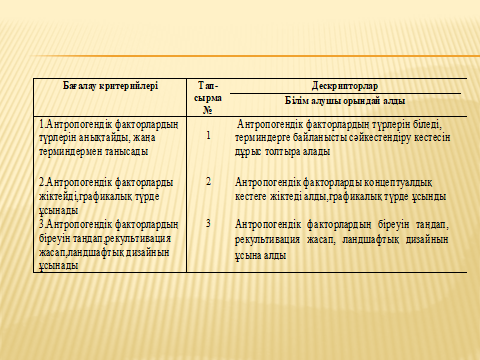 Бағалау критерийлері
Тап-
сырма
№
Дескрипторлар
Білім алушы орындай алды
1.Антропогендік факторлардың
түрлерін анықтайды, жаңа
терминдермен танысады
1
Антропогендік факторлардың түрлерін біледі,
терминдерге байланысты сәйкестендіру кестесін
дұрыс толтыра алады
2.Антропогендік факторларды
жіктейді,графикалық түрде
ұсынады
2
Антропогендік факторларды концептуалдық
кестеге жіктеді алды,графикалық түрде ұсынды
3.Антропогендік факторлардың
біреуін таңдап,рекультивация
жасап,ландшафтық дизайнын
ұсынады
3
Антропогендік факторлардың біреуін таңдап,
рекультивация жасап, ландшафтық дизайнын
ұсына алды